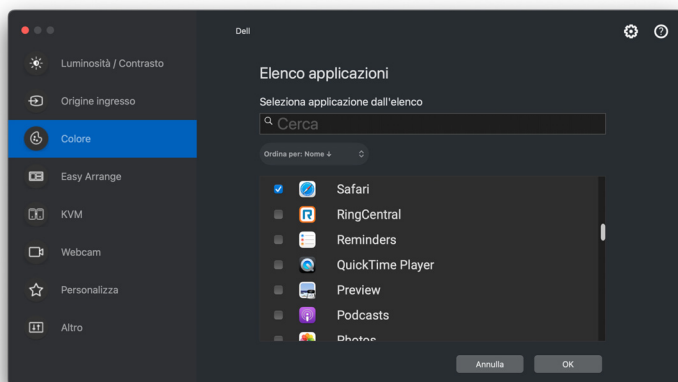 Dell
Luminosità / Contrasto
Origine ingresso
Colore
Easy Arrange
KVM
Webcam
Personalizza
Altro
Elenco applicazioni
Seleziona applicazione dall'elenco
Cerca
Ordina per: Nome ↓
Safari
RingCentral
Reminders
QuickTime Player
Preview
Podcasts
Photos
Annulla
OK